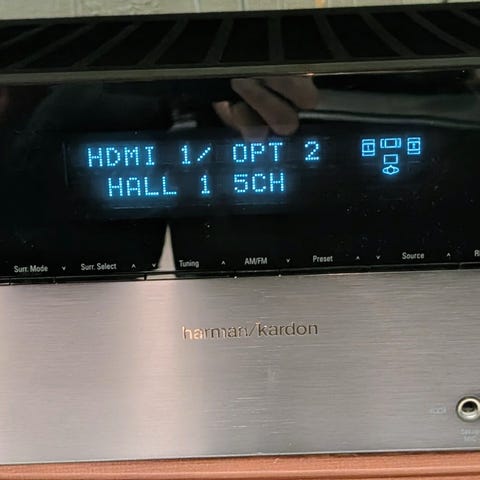 HDMI 1/ OPT 2
HALL 1 5CH
Surr. Mode ˅ Surr. Select ˄ ˅ Tuning ˄ AM/FM ˅ Preset ˄ ˅ Source ˄
harman/kardon